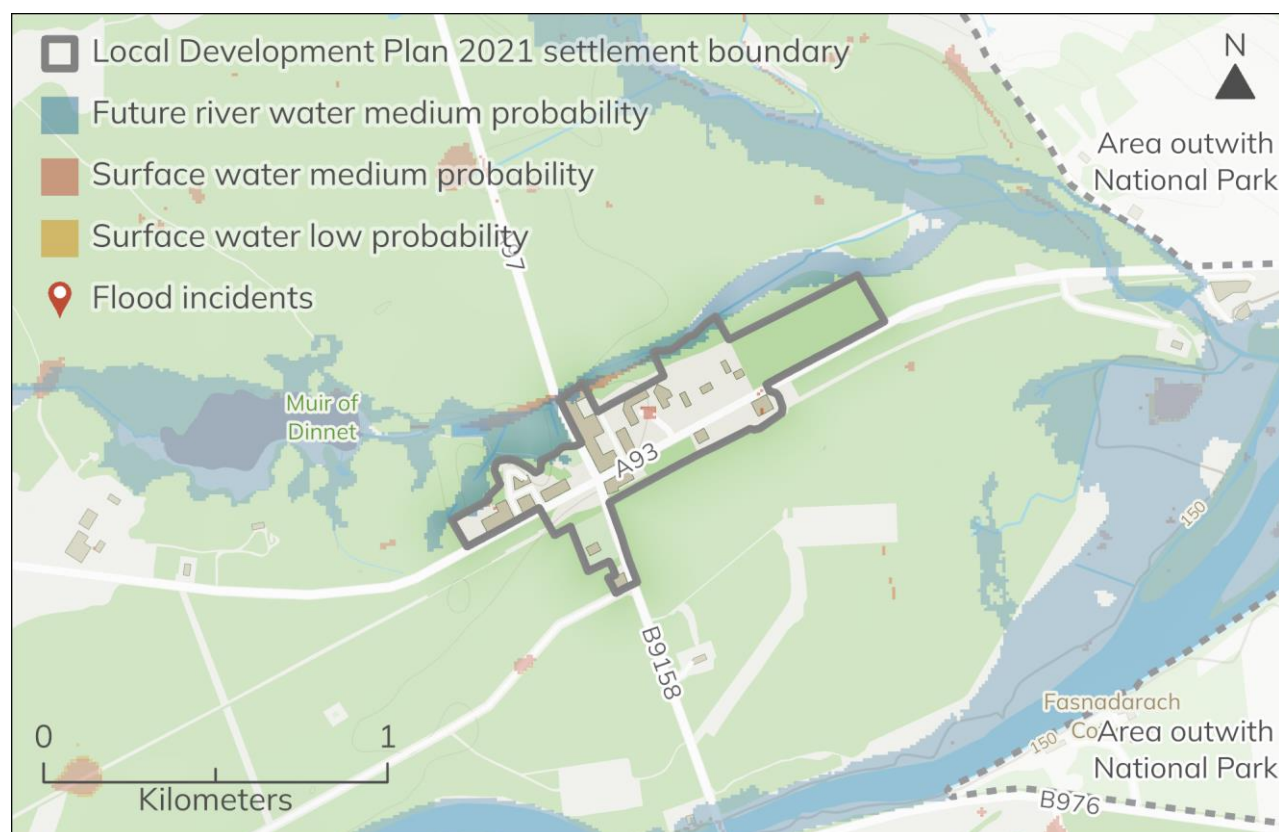 Local Development Plan 2021 settlement boundary
Future river water medium probability
Surface water medium probability
Surface water low probability
Flood incidents
N
Area outwith
National Park
Muir of
Dinnet
A93
B9158
150
Fasnadarach
150
Area outwith
National Park
B976
0
1
Kilometers